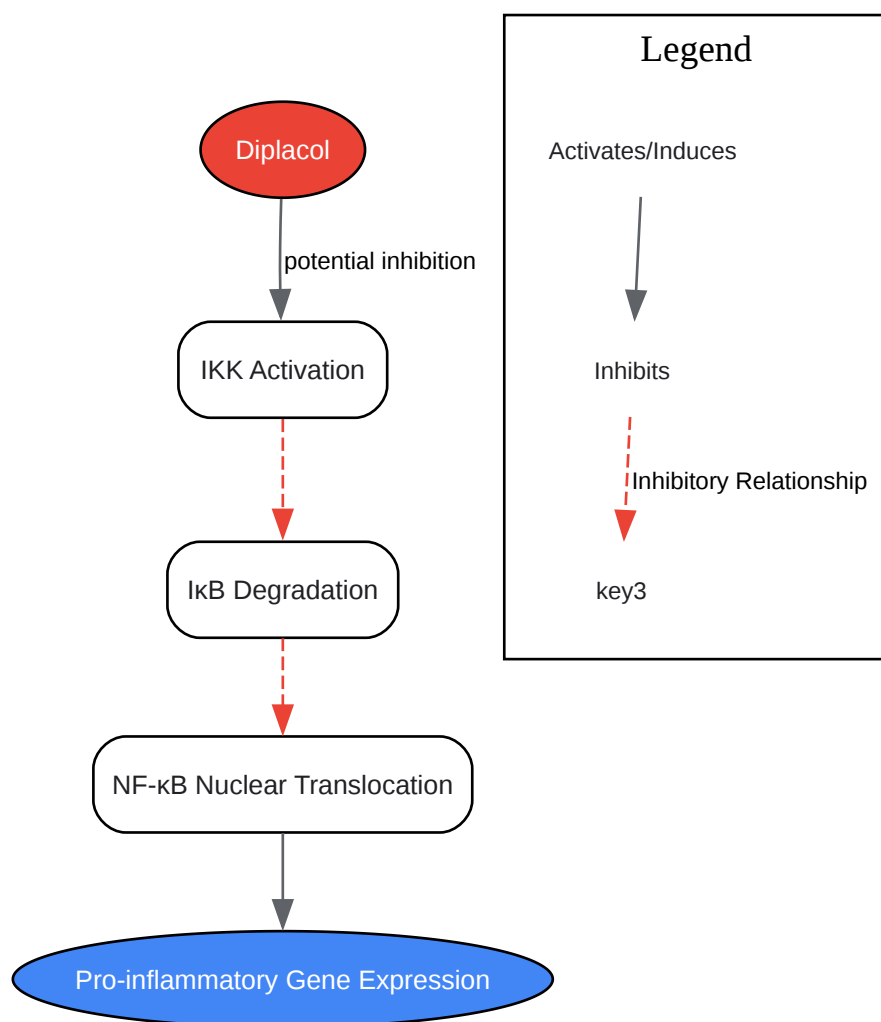 Diplacol
potential inhibition
IKK Activation
IκB Degradation
NF-κB Nuclear Translocation
Pro-inflammatory Gene Expression
Legend
Activates/Induces
Inhibits
Inhibitory Relationship
key3